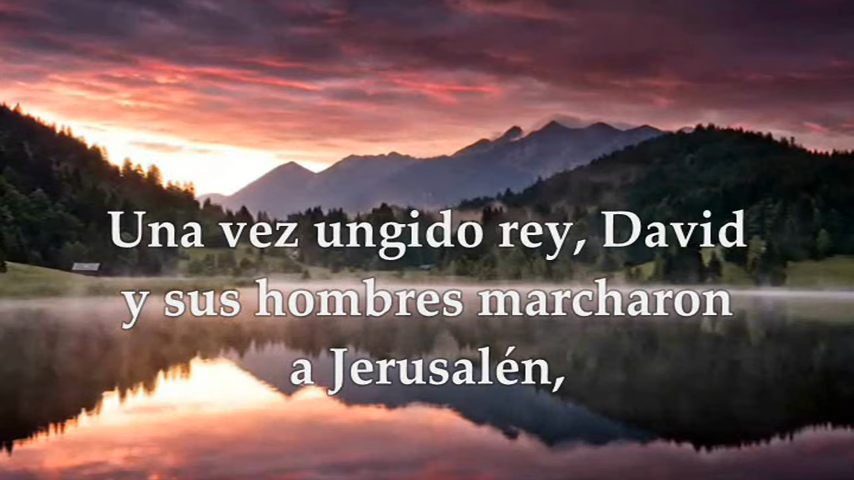 Una vez ungido rey, David
y sus hombres marcharon
a Jerusalén,